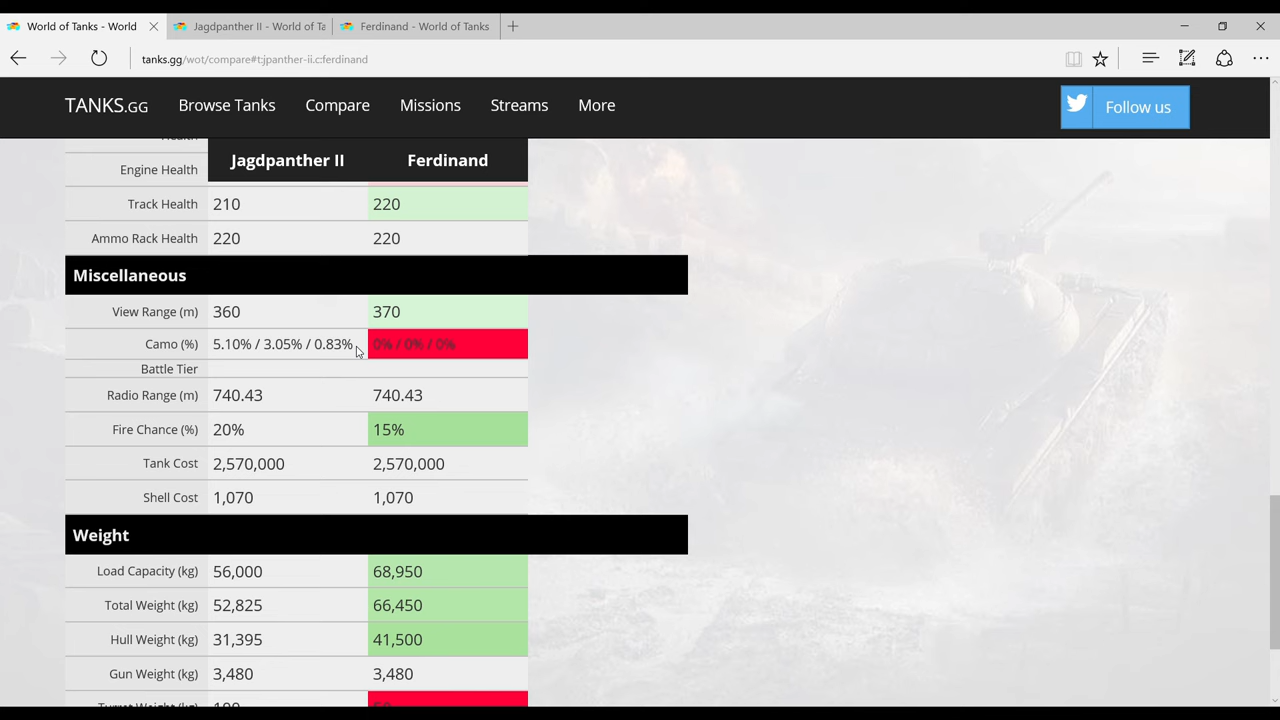 World of Tanks - World
Jagdpanther II - World of Ta
Ferdinand - World of Tanks
tanks.gg/wot/compare#t:jpanther-ii.c:ferdinand
TANKS.GG Browse Tanks Compare Missions Streams More
Follow us
Jagdpanther II Ferdinand
Engine Health
Track Health 210 220
Ammo Rack Health 220 220
Miscellaneous
View Range (m) 360 370
Camo (%) 5.10% / 3.05% / 0.83% 0% / 0% / 0%
Battle Tier
Radio Range (m) 740.43 740.43
Fire Chance (%) 20% 15%
Tank Cost 2,570,000 2,570,000
Shell Cost 1,070 1,070
Weight
Load Capacity (kg) 56,000 68,950
Total Weight (kg) 52,825 66,450
Hull Weight (kg) 31,395 41,500
Gun Weight (kg) 3,480 3,480